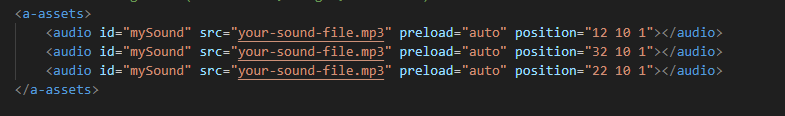 <a-assets>
<audio id="mySound" src="your-sound-file.mp3" preload="auto" position="12 10 1"></audio>
<audio id="mySound" src="your-sound-file.mp3" preload="auto" position="32 10 1"></audio>
<audio id="mySound" src="your-sound-file.mp3" preload="auto" position="22 10 1"></audio>
</a-assets>